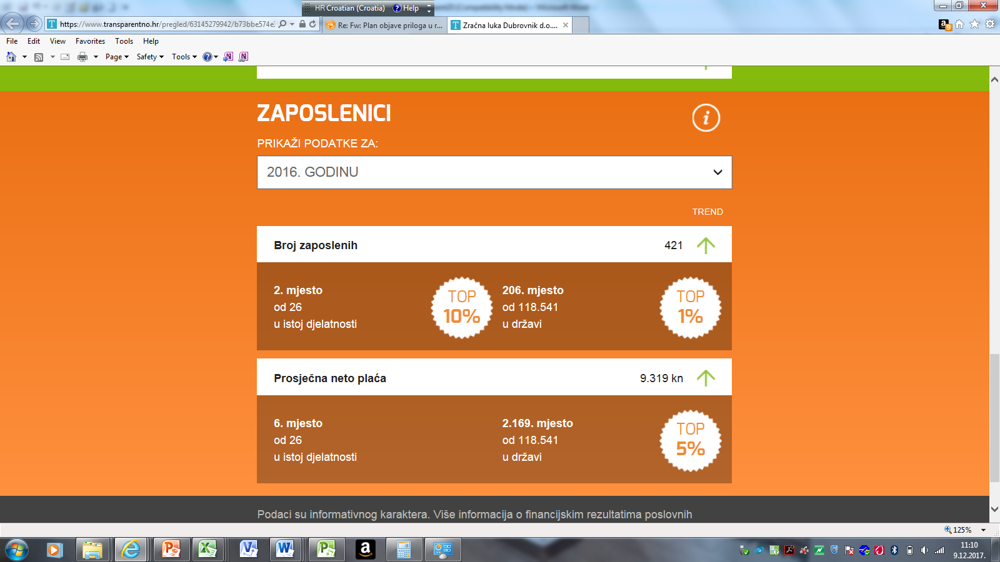 HR Croatian (Croatia) Help
https://www.transparentno.hr/pregled/63145279942/b73bbe574e
Re: Fw: Plan objave priloga u r...
Zračna luka Dubrovnik d.o....
File Edit View Favorites Tools Help
Page Safety Tools
ZAPOSLENICI
PRIKAŽI PODATKE ZA:
2016. GODINU
TREND
Broj zaposlenih 421
2. mjesto
od 26
u istoj djelatnosti
TOP
10%
206. mjesto
od 118.541
u državi
TOP
1%
Prosječna neto plaća 9.319 kn
6. mjesto
od 26
u istoj djelatnosti
2.169. mjesto
od 118.541
u državi
TOP
5%
Podaci su informativnog karaktera. Više informacija o financijskim rezultatima poslovnih
125%
11:10
9.12.2017.